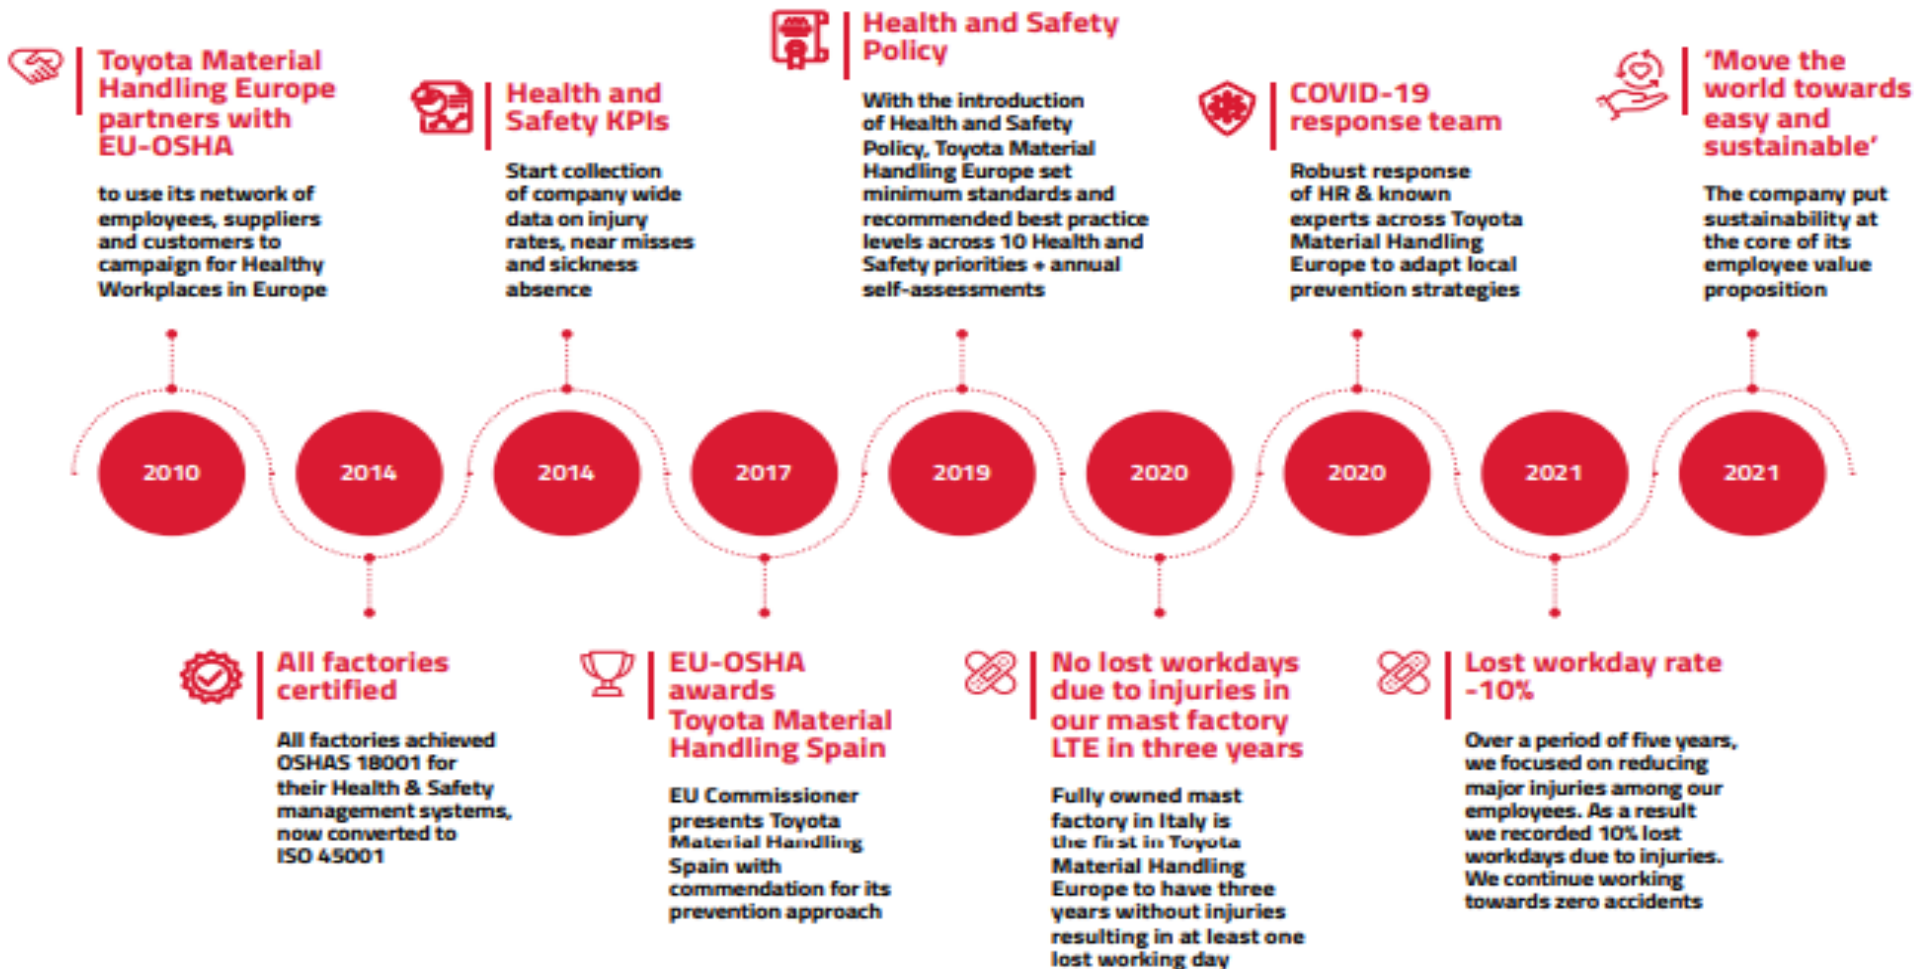 Toyota Material
Handling Europe
partners with
EU-OSHA
to use its network of
employees, suppliers
and customers to
campaign for Healthy
Workplaces in Europe
Health and
Safety KPIs
Start collection
of company wide
data on injury
rates, near misses
and sickness
absence
Health and Safety
Policy
With the introduction
of Health and Safety
Policy, Toyota Material
Handling Europe set
minimum standards and
recommended best practice
levels across 10 Health and
Safety priorities + annual
self-assessments
COVID-19
response team
Robust response
of HR & known
experts across Toyota
Material Handling
Europe to adapt local
prevention strategies
‘Move the
world towards
easy and
sustainable’
The company put
sustainability at
the core of its
employee value
proposition
2010
2014
2014
2017
2019
2020
2020
2021
2021
All factories
certified
All factories achieved
OSHAS 18001 for
their Health & Safety
management systems,
now converted to
ISO 45001
EU-OSHA
awards
Toyota Material
Handling Spain
EU Commissioner
presents Toyota
Material Handling
Spain with
commendation for its
prevention approach
No lost workdays
due to injuries in
our mast factory
LTE in three years
Fully owned mast
factory in Italy is
the first in Toyota
Material Handling
Europe to have three
years without injuries
resulting in at least one
lost working day
Lost workday rate
-10%
Over a period of five years,
we focused on reducing
major injuries among our
employees. As a result
we recorded 10% lost
workdays due to injuries.
We continue working
towards zero accidents